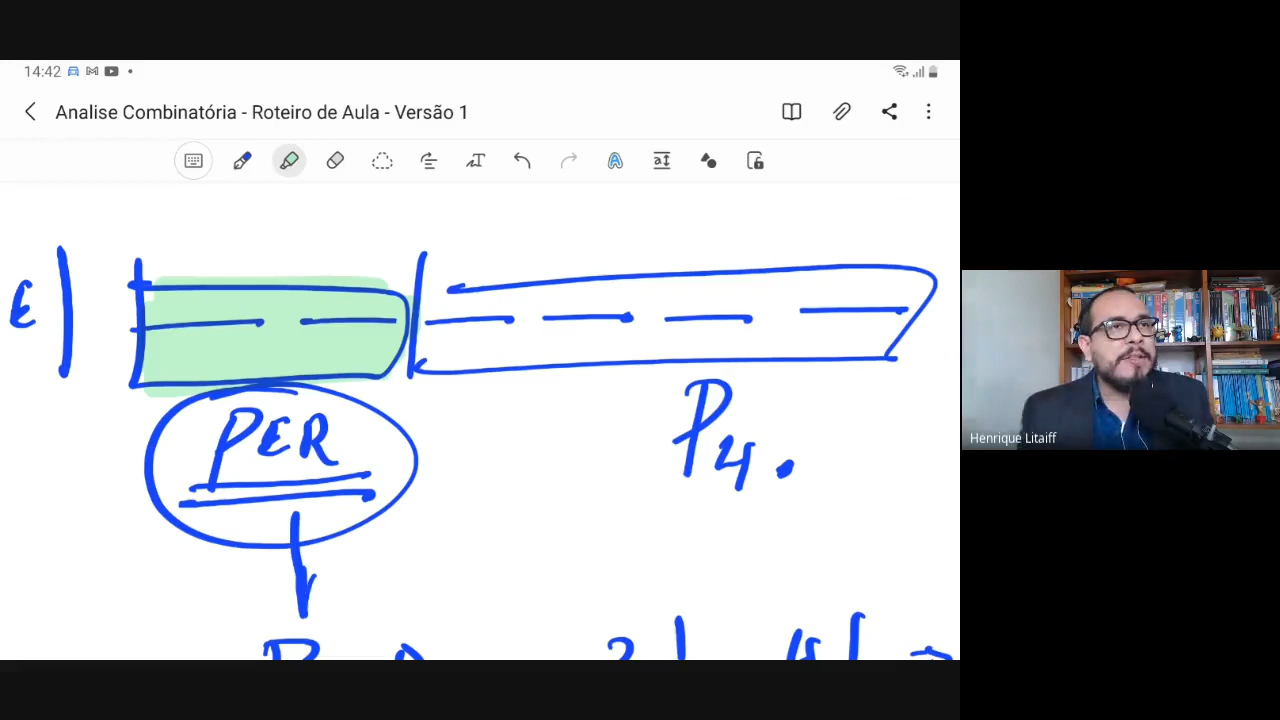 14:42
Analise Combinatória - Roteiro de Aula - Versão 1
E
PER
P4.
Henrique Litaiff